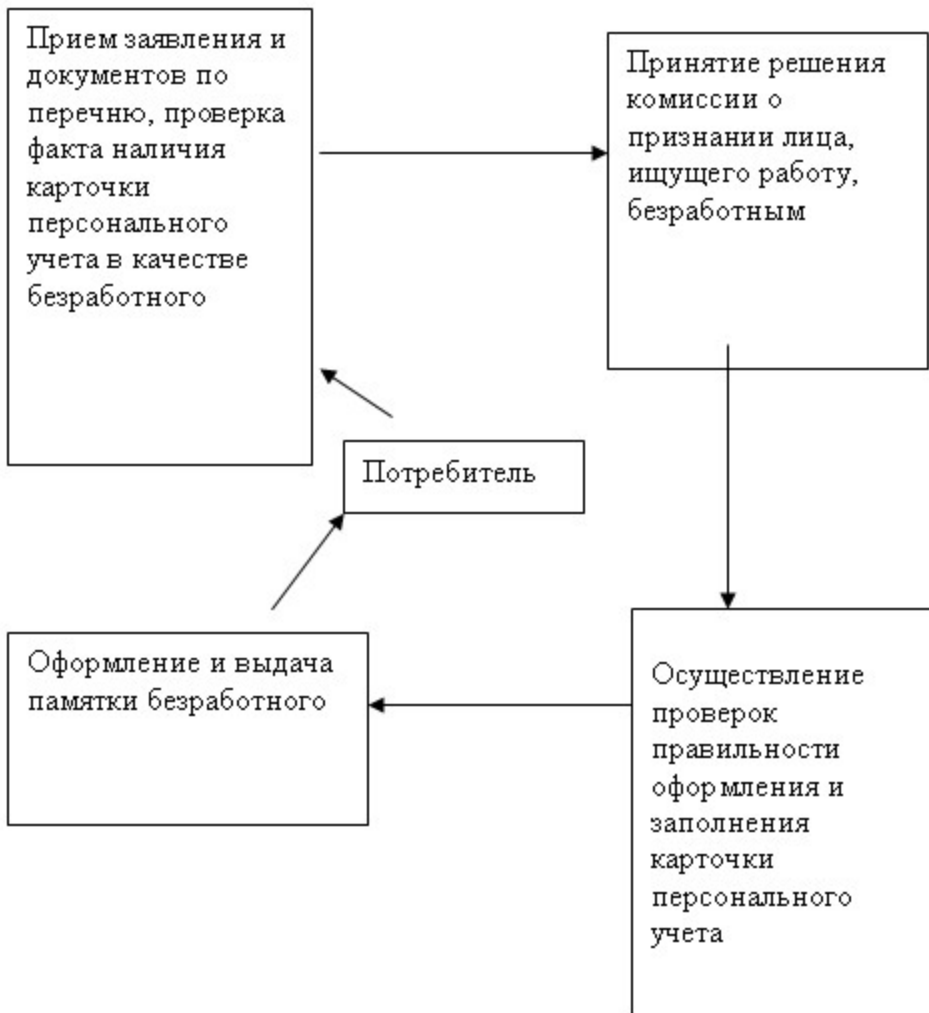 Прием заявления и
документов по
перечню, проверка
факта наличия
карточки
персонального
учета в качестве
безработного
Принятие решения
комиссии о
признании лица,
ищущего работу,
безработным
Потребитель
Оформление и выдача
памятки безработного
Осуществление
проверок
правильности
оформления и
заполнения
карточки
персонального
учета